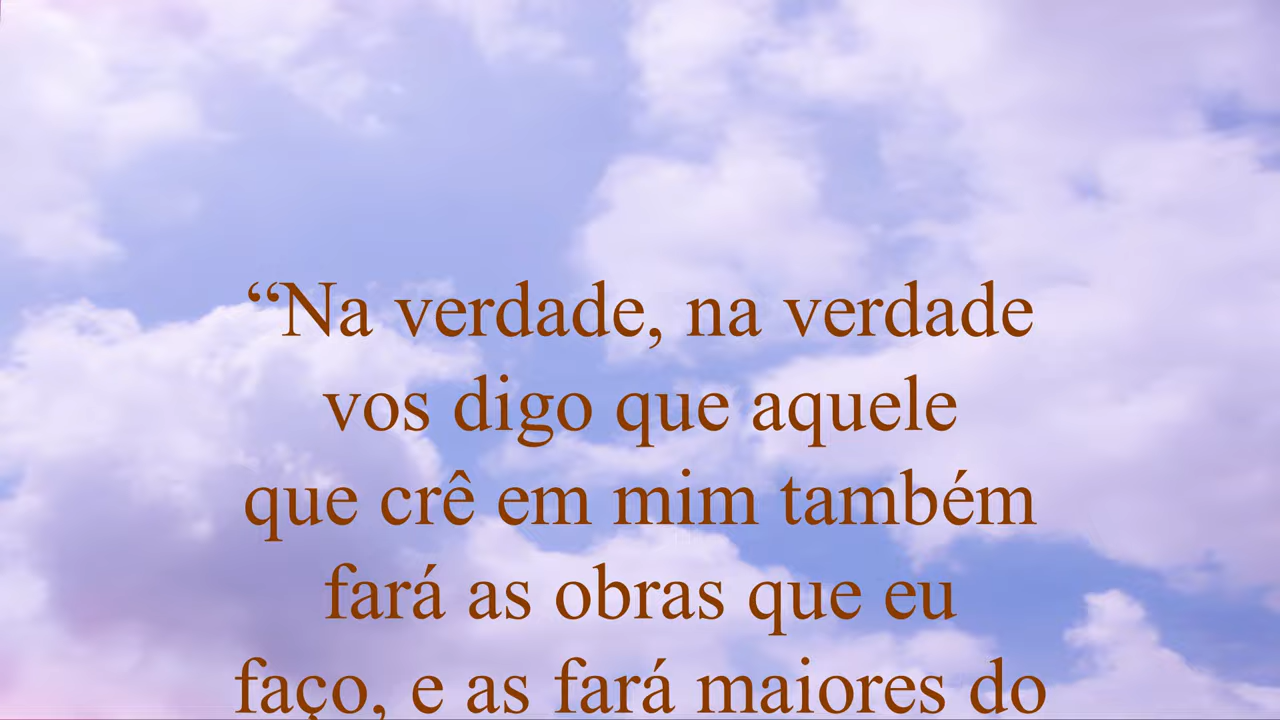 “Na verdade, na verdade
vos digo que aquele
que crê em mim também
fará as obras que eu
faço, e as fará maiores do